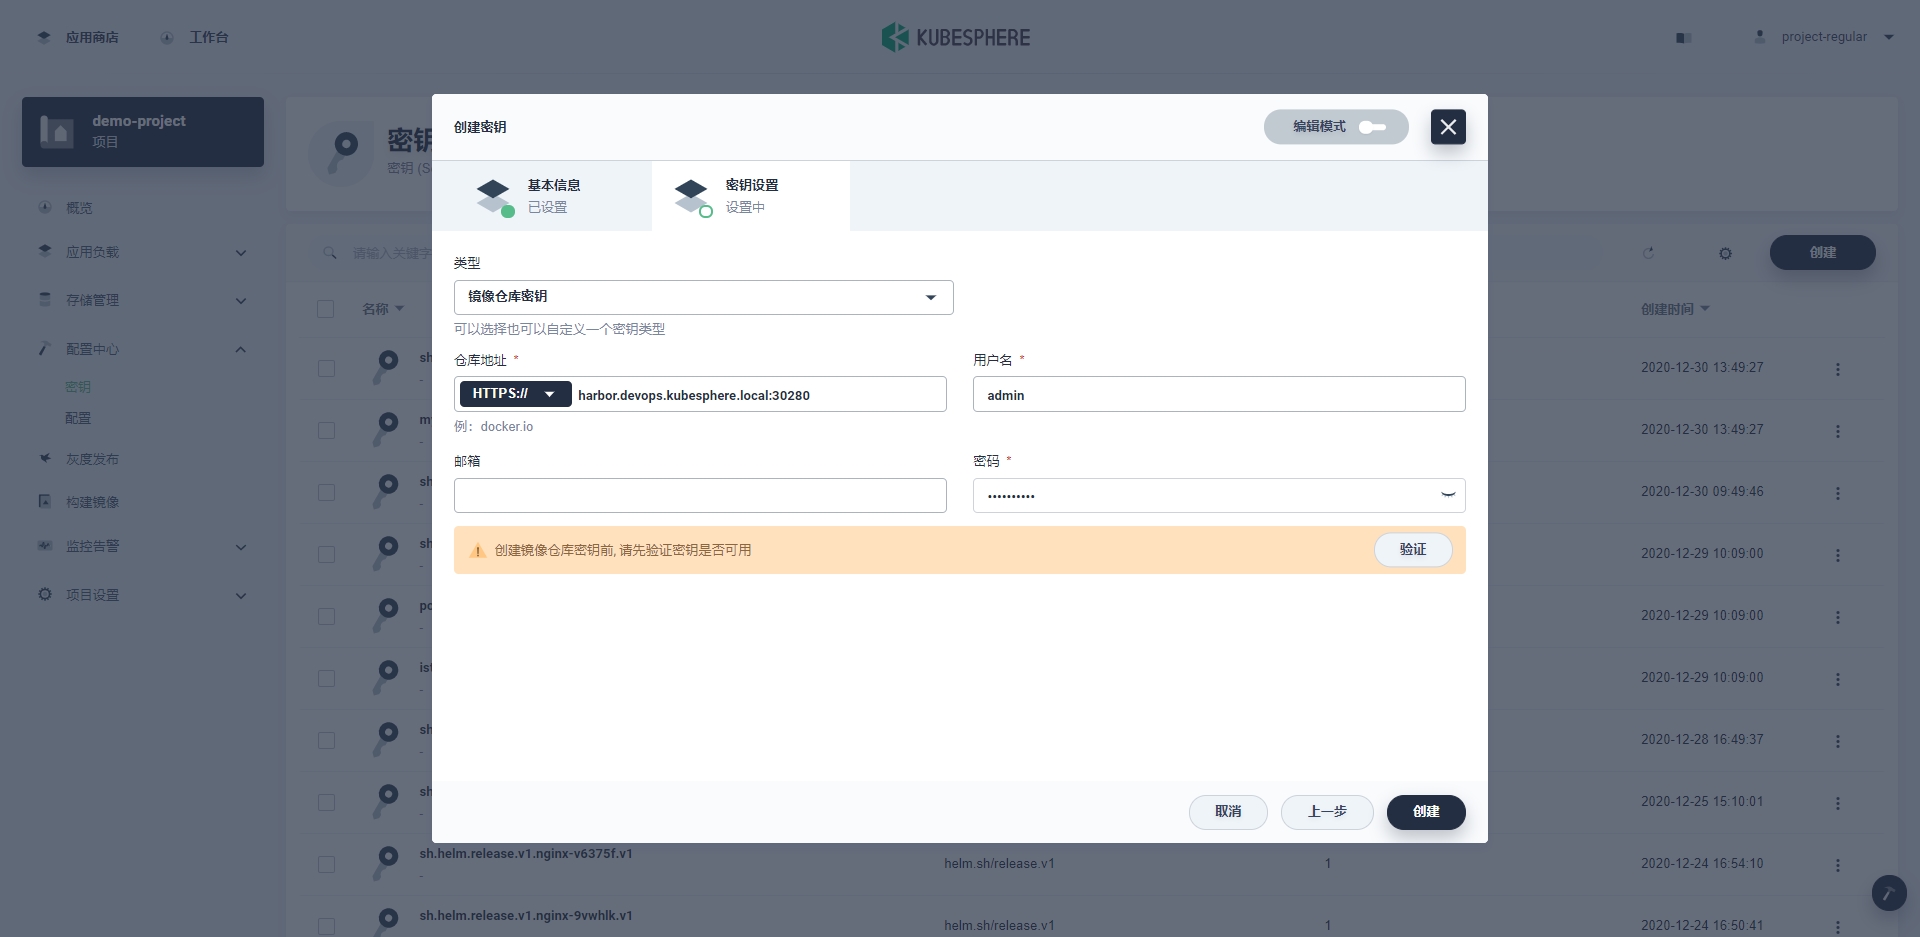 应用商店 工作台 KUBESPHERE project-regular
demo-project
项目
概览
应用负载
存储管理
配置中心
密钥
配置
灰度发布
构建镜像
监控告警
项目设置
密钥
密钥
请输入关键字
创建
名称 创建时间
创建密钥 编辑模式
基本信息
已设置
密钥设置
设置中
类型
镜像仓库密钥
可以选择也可以自定义一个密钥类型
仓库地址 * 用户名 *
HTTPS:// harbor.devops.kubesphere.local:30280 admin
例：docker.io
邮箱 密码 *
••••••••••
创建镜像仓库密钥前, 请先验证密钥是否可用 验证
取消 上一步 创建
2020-12-30 13:49:27
2020-12-30 13:49:27
2020-12-30 09:49:46
2020-12-29 10:09:00
2020-12-29 10:09:00
2020-12-29 10:09:00
2020-12-28 16:49:37
2020-12-25 15:10:01
sh.helm.release.v1.nginx-v6375f.v1 helm.sh/release.v1 1 2020-12-24 16:54:10
-
sh.helm.release.v1.nginx-9vwhlk.v1 helm.sh/release.v1 1 2020-12-24 16:50:41